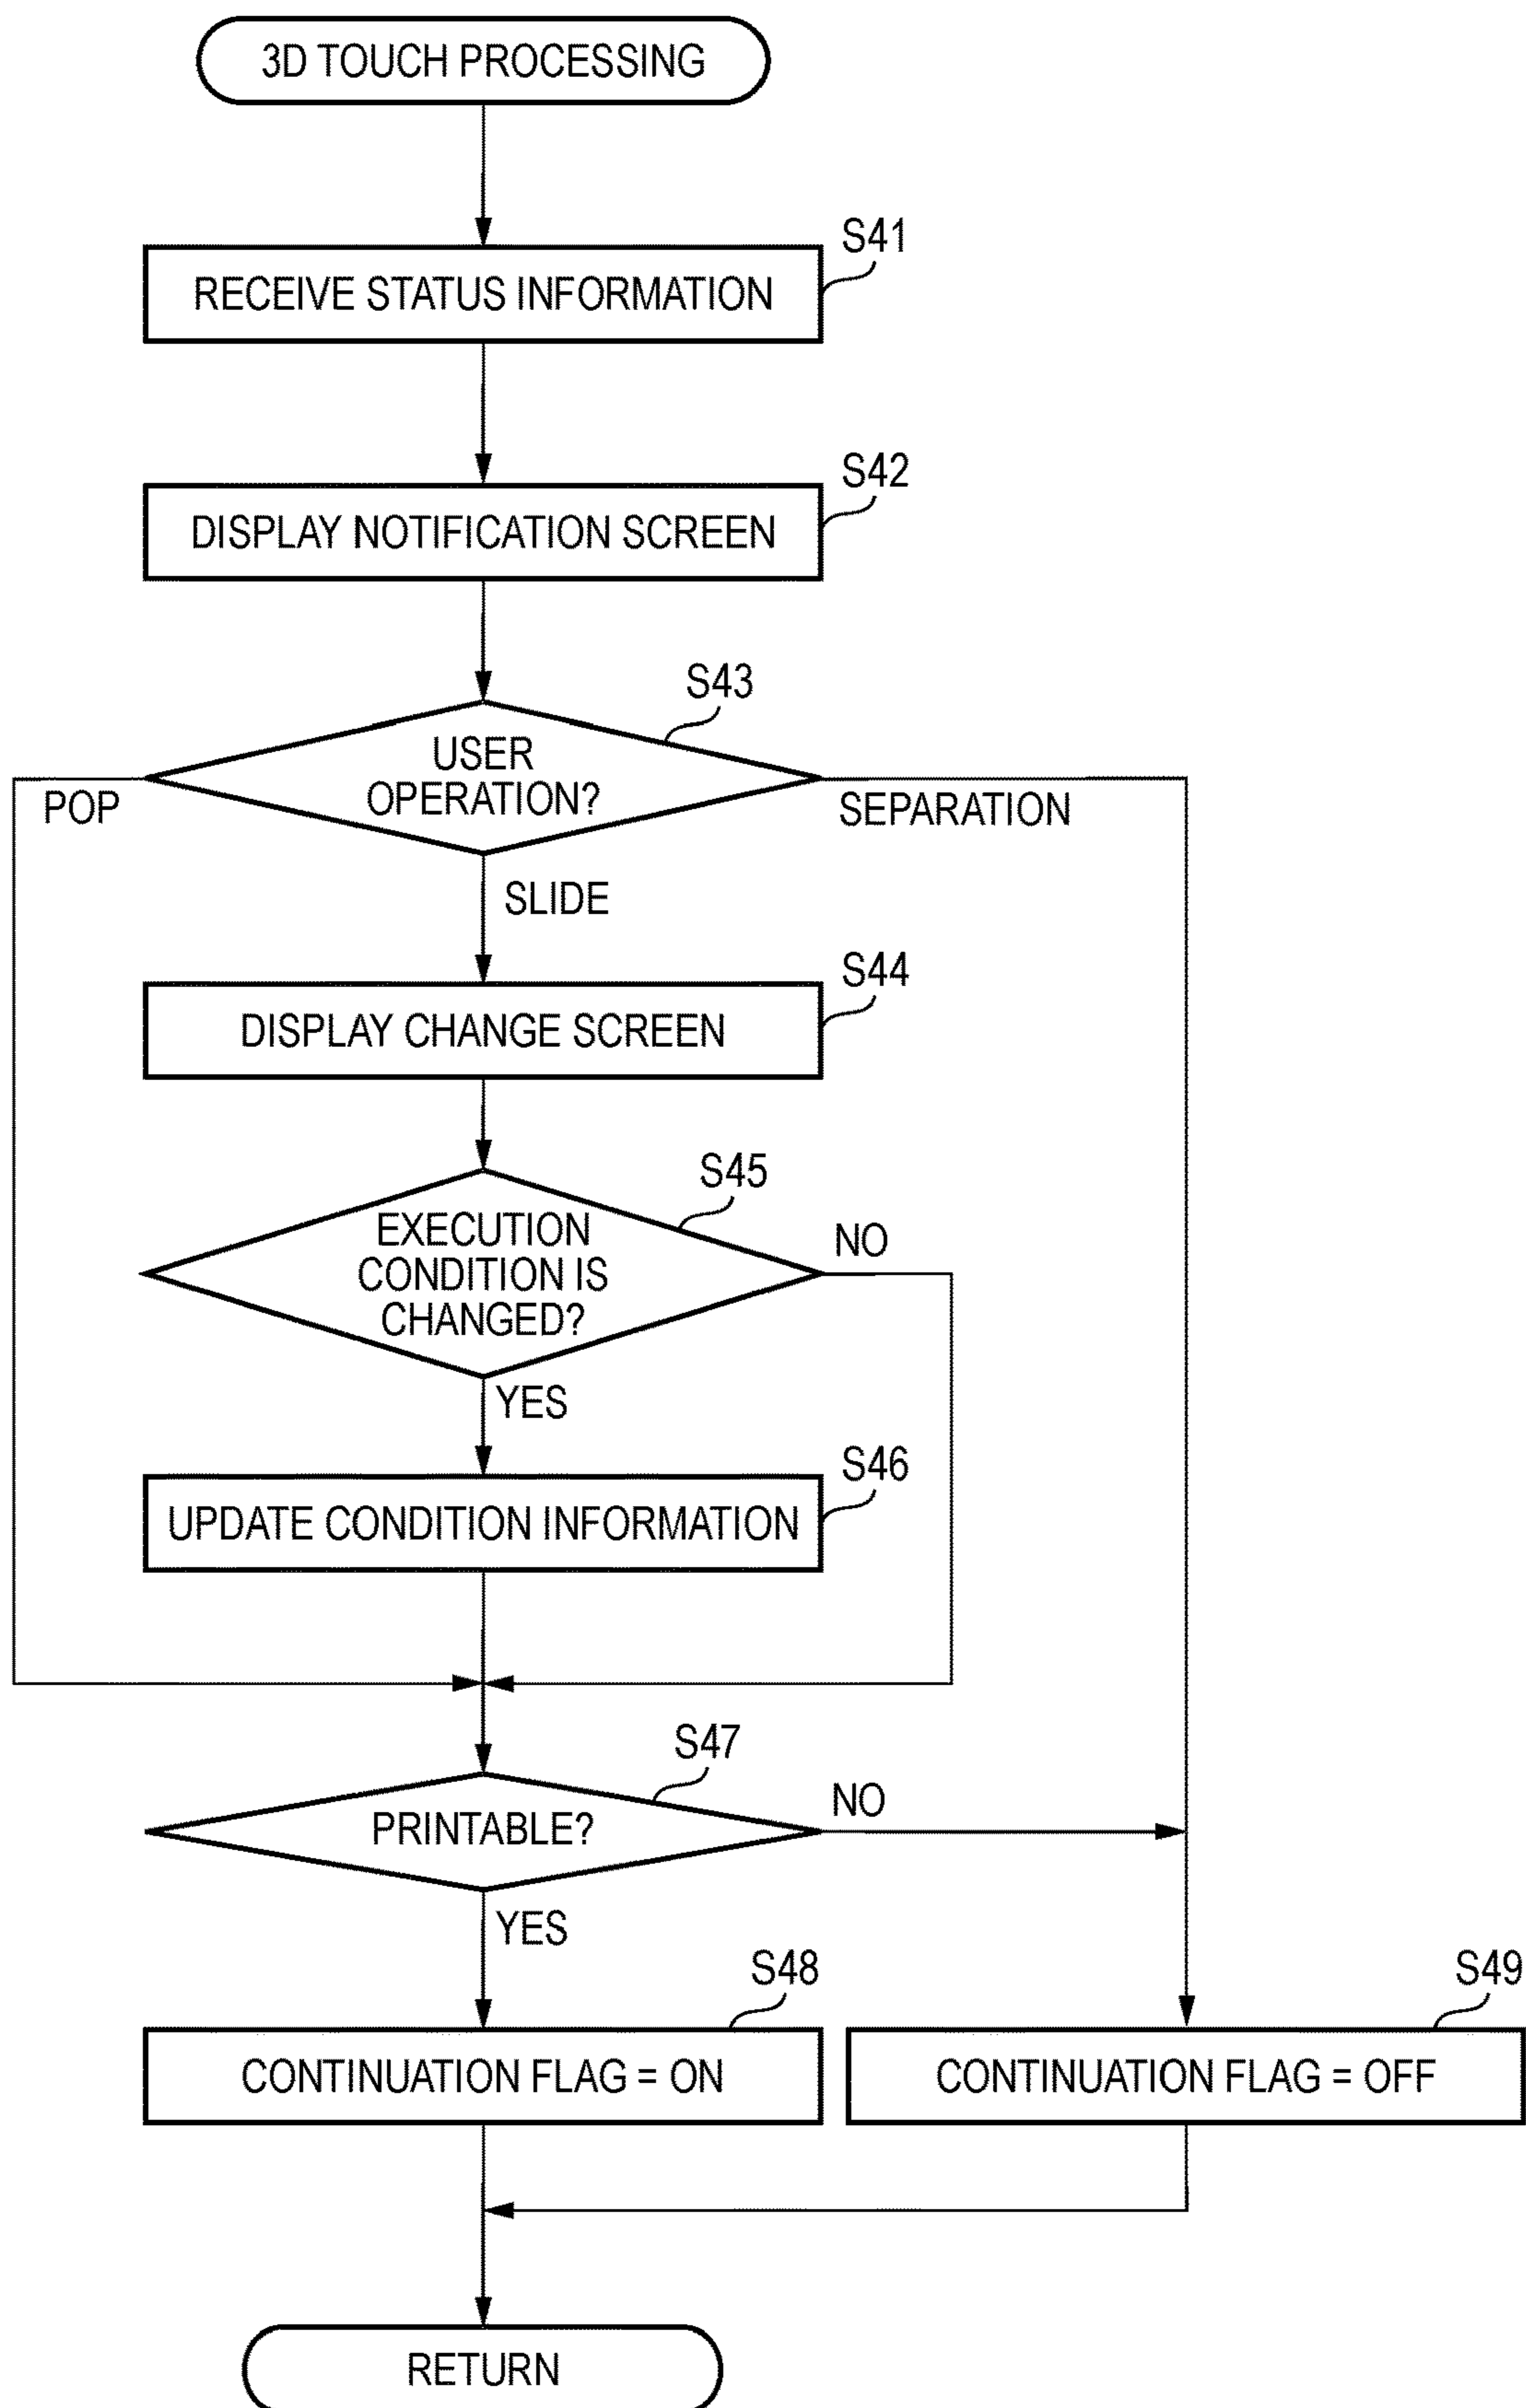 3D TOUCH PROCESSING
S41
RECEIVE STATUS INFORMATION
S42
DISPLAY NOTIFICATION SCREEN
S43
USER
OPERATION?
POP
SEPARATION
SLIDE
S44
DISPLAY CHANGE SCREEN
S45
EXECUTION
CONDITION IS
CHANGED?
NO
YES
S46
UPDATE CONDITION INFORMATION
S47
PRINTABLE?
NO
YES
S48
S49
CONTINUATION FLAG = ON
CONTINUATION FLAG = OFF
RETURN